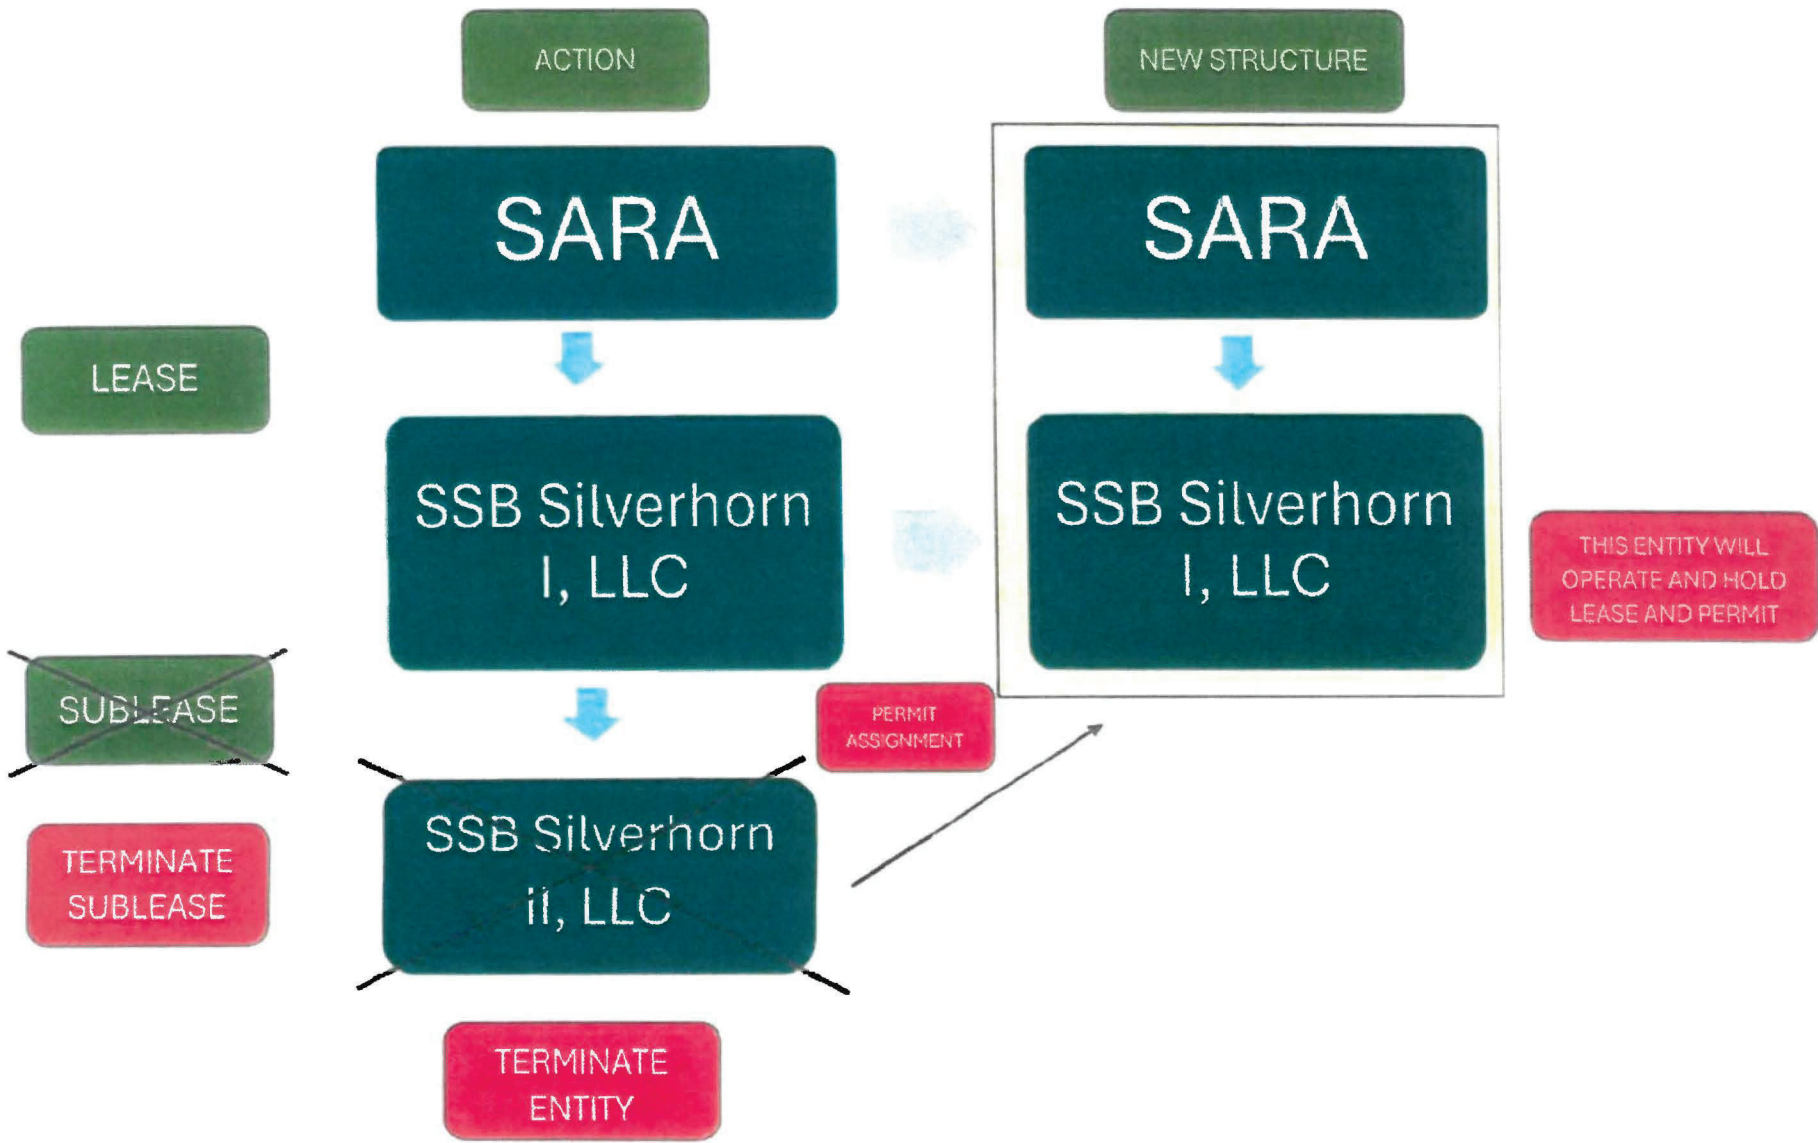 ACTION
NEW STRUCTURE
SARA
SARA
LEASE
SSB Silverhorn
I, LLC
SSB Silverhorn
I, LLC
THIS ENTITY WILL
OPERATE AND HOLD
LEASE AND PERMIT
SUBLEASE
PERMIT
ASSIGNMENT
TERMINATE
SUBLEASE
SSB Silverhorn
iI, LLC
TERMINATE
ENTITY